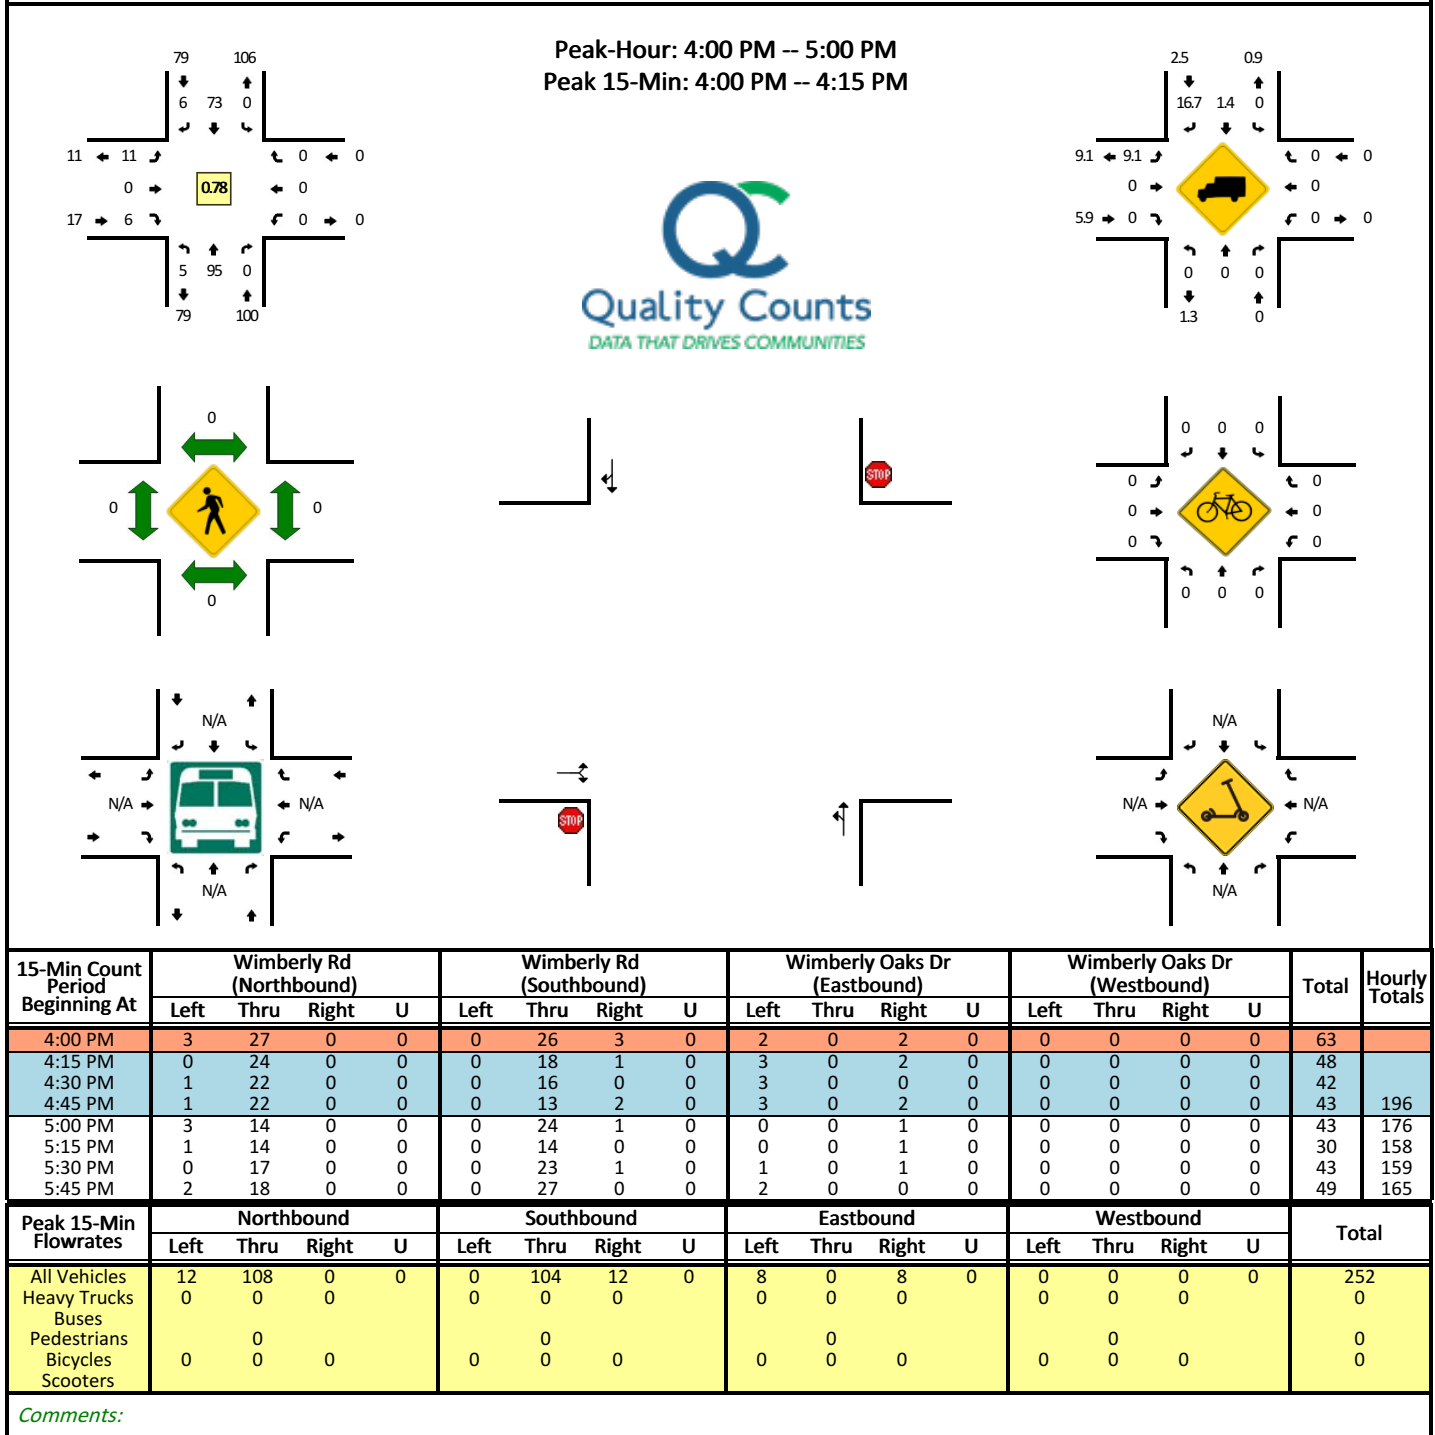 Peak-Hour: 4:00 PM -- 5:00 PM
Peak 15-Min: 4:00 PM -- 4:15 PM
79 106
6 73 0
11 11 0 0
0 0.78 0
17 6 0 0
5 95 0
79 100
QC
Quality Counts
DATA THAT DRIVES COMMUNITIES
2.5 0.9
16.7 1.4 0
9.1 9.1 0 0
0 0
5.9 0 0 0
0 0 0
1.3 0
0
0 0
0
STOP
0 0 0
0 0
0 0
0 0
0 0 0
N/A
N/A N/A
N/A
STOP
N/A
N/A N/A
N/A
15-Min Count Period Beginning At Wimberly Rd (Northbound) Wimberly Rd (Southbound) Wimberly Oaks Dr (Eastbound) Wimberly Oaks Dr (Westbound) Total Hourly Totals
Left Thru Right U Left Thru Right U Left Thru Right U Left Thru Right U
4:00 PM 3 27 0 0 0 26 3 0 2 0 2 0 0 0 0 0 63
4:15 PM 0 24 0 0 0 18 1 0 3 0 2 0 0 0 0 0 48
4:30 PM 1 22 0 0 0 16 0 0 3 0 0 0 0 0 0 0 42
4:45 PM 1 22 0 0 0 13 2 0 3 0 2 0 0 0 0 0 43 196
5:00 PM 3 14 0 0 0 24 1 0 0 0 1 0 0 0 0 0 43 176
5:15 PM 1 14 0 0 0 14 0 0 0 0 1 0 0 0 0 0 30 158
5:30 PM 0 17 0 0 0 23 1 0 1 0 1 0 0 0 0 0 43 159
5:45 PM 2 18 0 0 0 27 0 0 2 0 0 0 0 0 0 0 49 165
Peak 15-Min Flowrates Northbound Southbound Eastbound Westbound Total
Left Thru Right U Left Thru Right U Left Thru Right U Left Thru Right U
All Vehicles 12 108 0 0 0 104 12 0 8 0 8 0 0 0 0 0 252
Heavy Trucks 0 0 0 0 0 0 0 0 0 0 0 0 0
Buses
Pedestrians 0 0 0 0 0
Bicycles 0 0 0 0 0 0 0 0 0 0 0 0 0
Scooters
Comments: